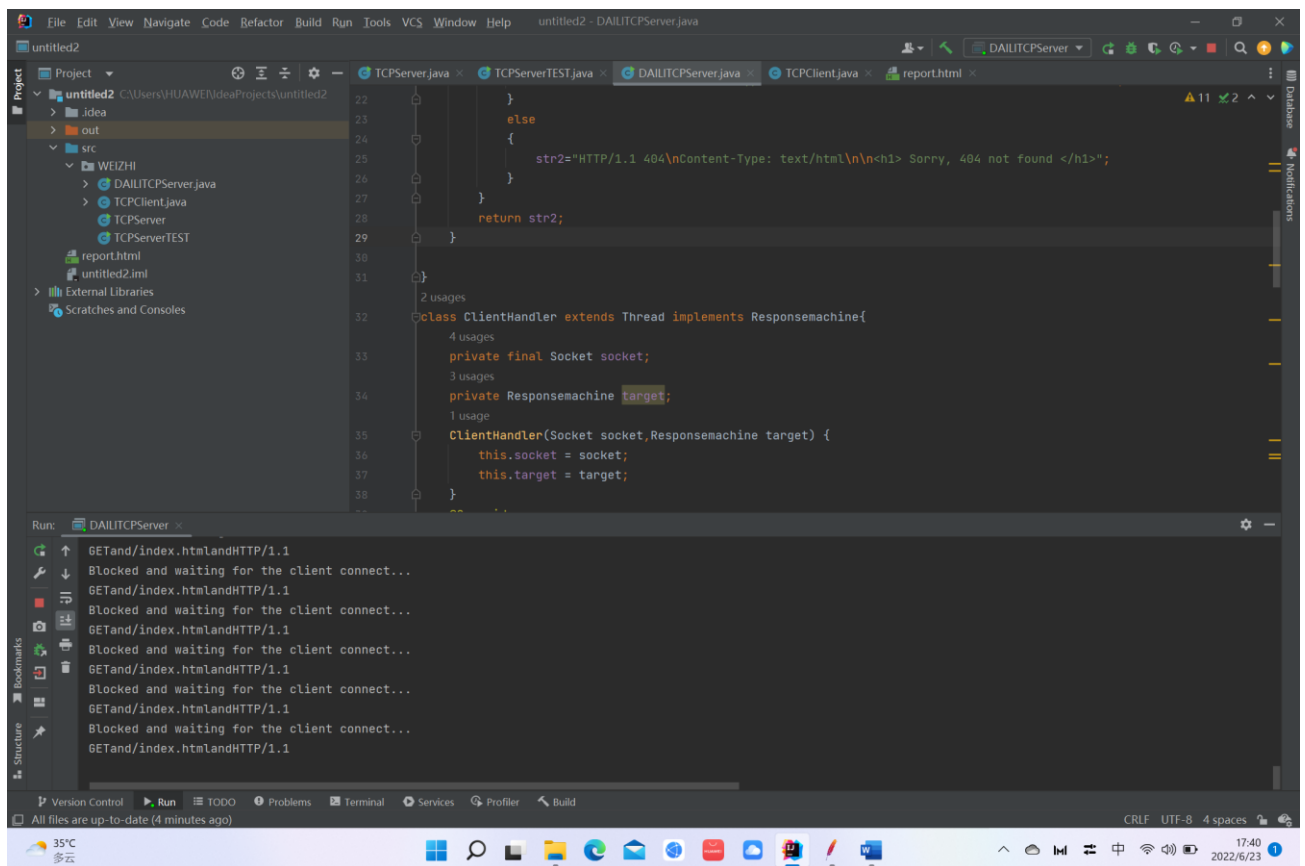 File Edit View Navigate Code Refactor Build Run Tools VCS Window Help untitled2 - DAILITCPServer.java
untitled2
DAILITCPServer
Project
TCPServer.java
TCPServerTEST.java
DAILITCPServer.java
TCPClient.java
report.html
Project
untitled2 C:\Users\HUAWEI\IdeaProjects\untitled2
.idea
out
src
WEIZHI
DAILITCPServer.java
TCPClient.java
TCPServer
TCPServerTEST
report.html
untitled2.iml
External Libraries
Scratches and Consoles
11 2
Database
Notifications
22 }
23 else
24 {
25 str2="HTTP/1.1 404\nContent-Type: text/html\n\n<h1> Sorry, 404 not found </h1>";
26 }
27 }
28 return str2;
29 }
30
31 }
2 usages
32 class ClientHandler extends Thread implements Responsemachine{
4 usages
33 private final Socket socket;
3 usages
34 private Responsemachine target;
1 usage
35 ClientHandler(Socket socket,Responsemachine target) {
36 this.socket = socket;
37 this.target = target;
38 }
Run: DAILITCPServer
GETand/index.htmlandHTTP/1.1
Blocked and waiting for the client connect...
GETand/index.htmlandHTTP/1.1
Blocked and waiting for the client connect...
GETand/index.htmlandHTTP/1.1
Blocked and waiting for the client connect...
GETand/index.htmlandHTTP/1.1
Blocked and waiting for the client connect...
GETand/index.htmlandHTTP/1.1
Blocked and waiting for the client connect...
GETand/index.htmlandHTTP/1.1
Bookmarks
Structure
Version Control Run TODO Problems Terminal Services Profiler Build
All files are up-to-date (4 minutes ago)
CRLF UTF-8 4 spaces
35°C
多云
中
17:40
2022/6/23
1